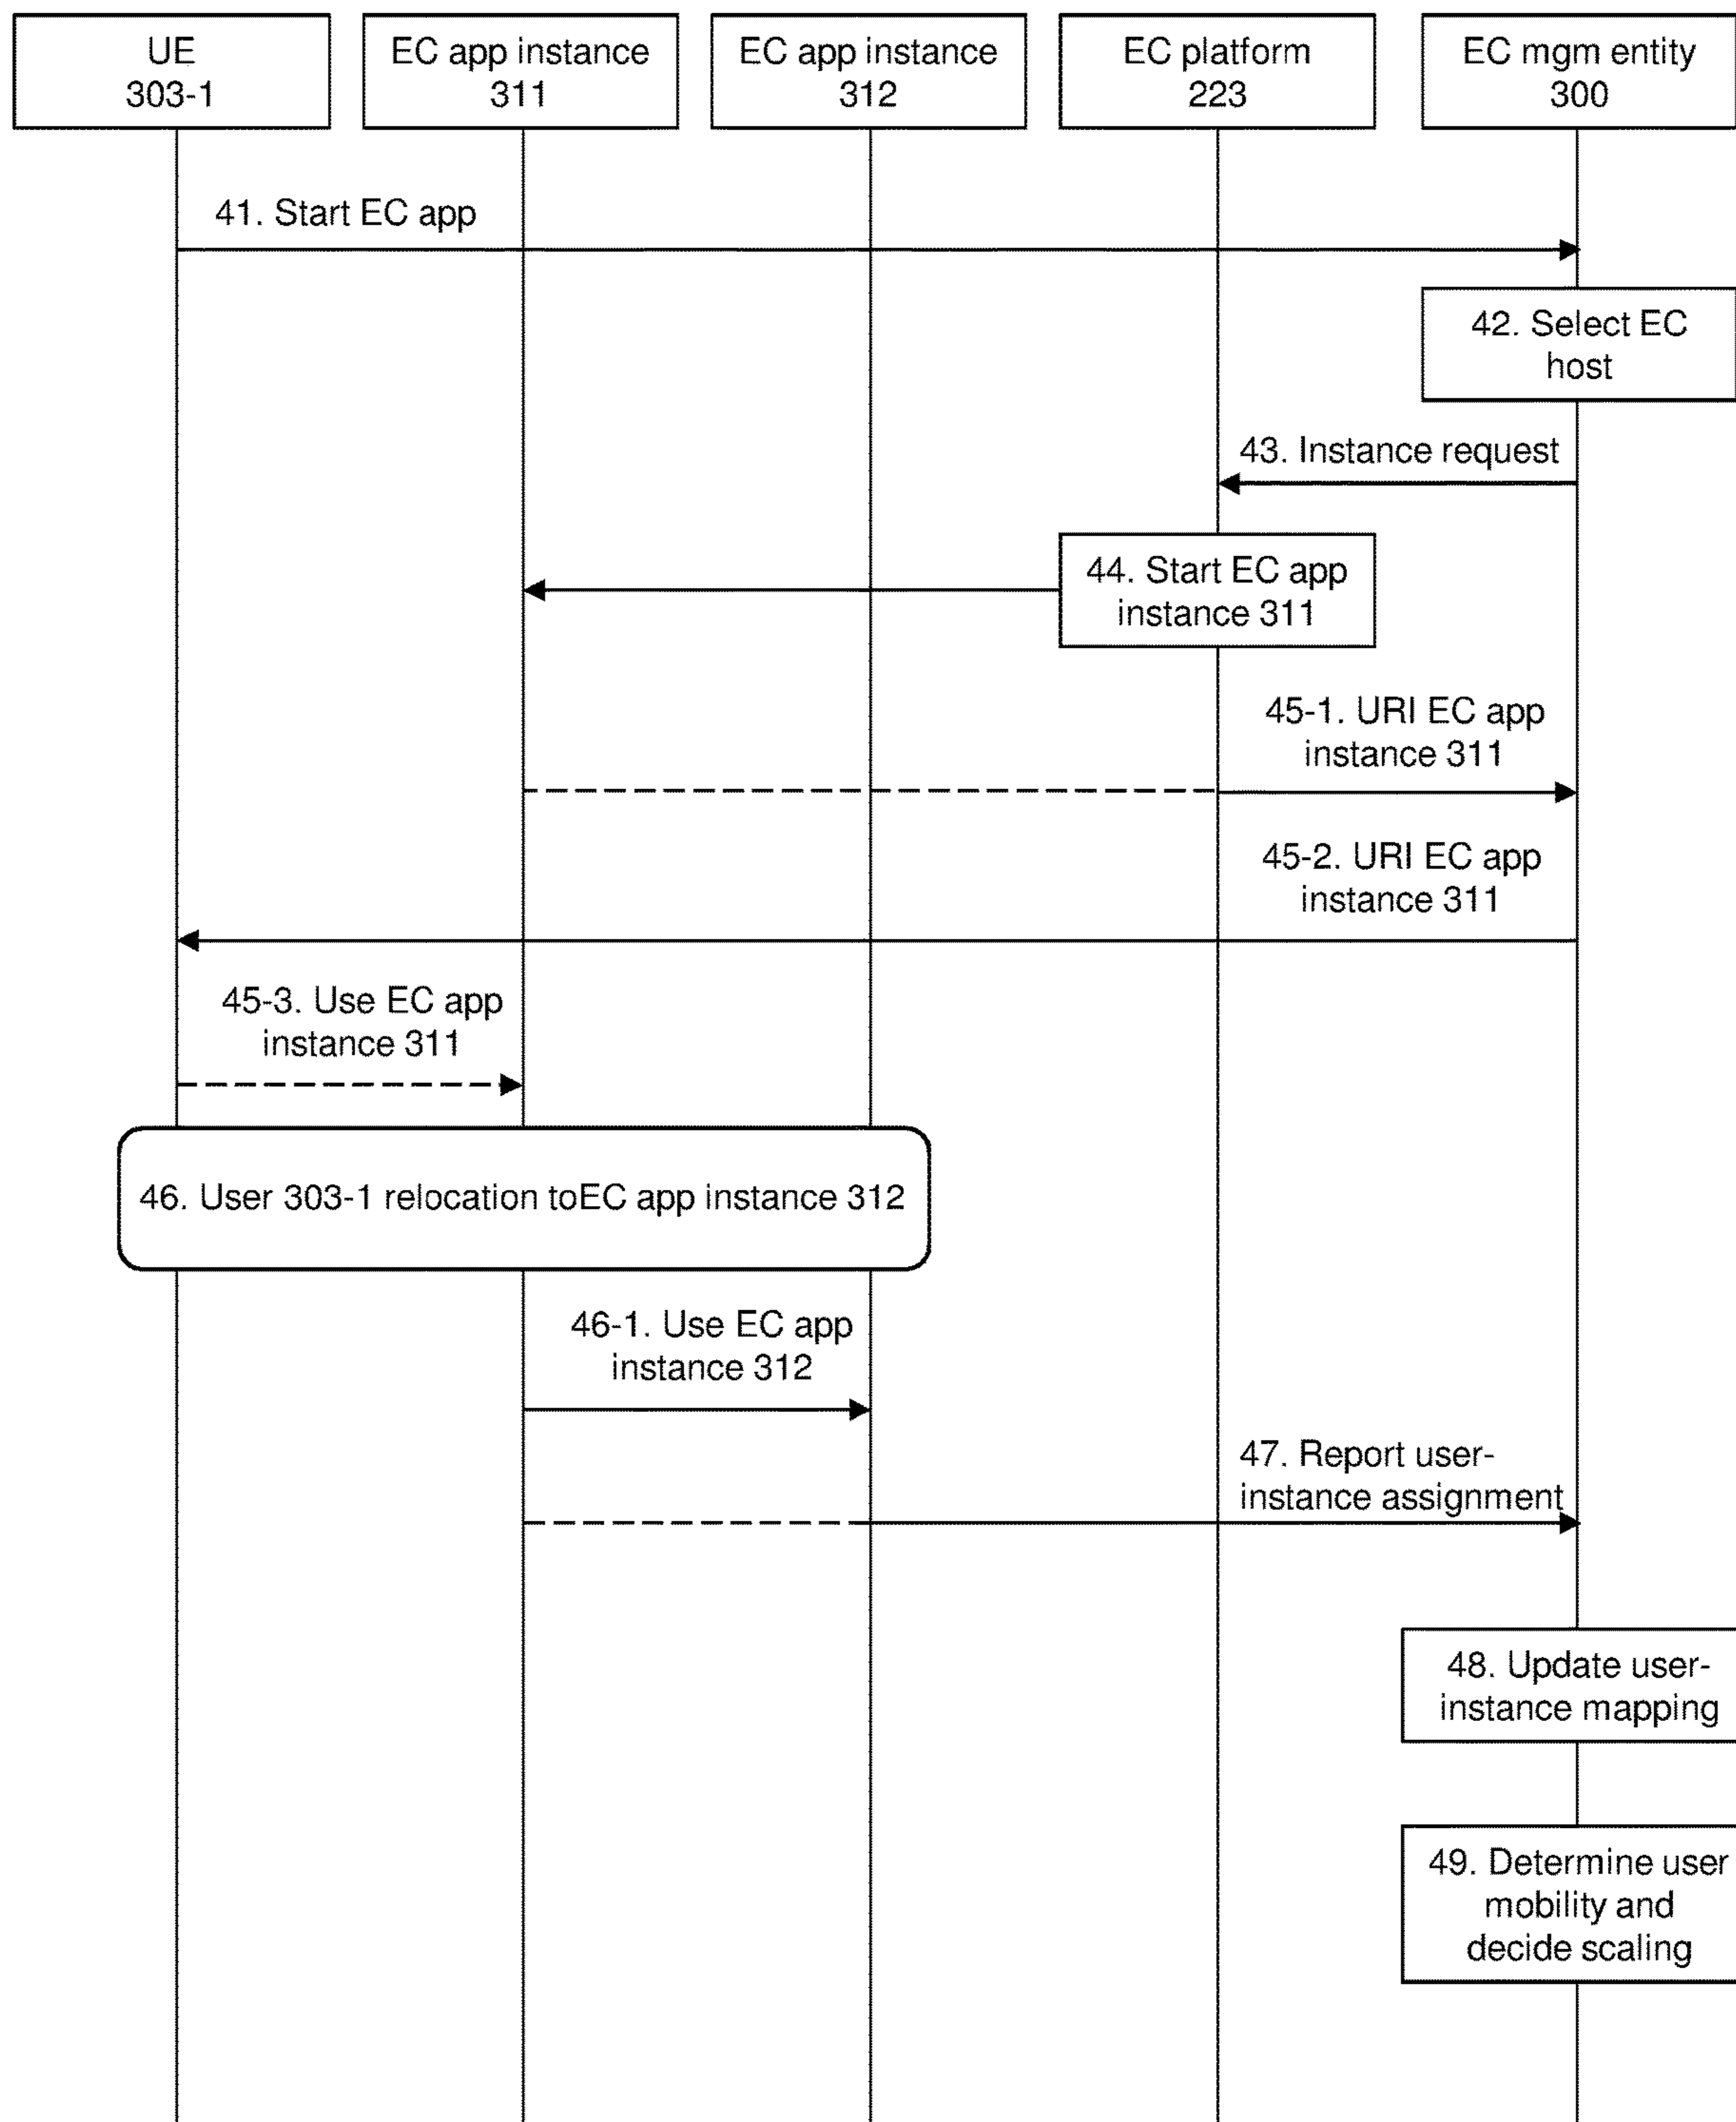 UE
303-1
EC app instance
311
EC app instance
312
EC platform
223
EC mgm entity
300
41. Start EC app
42. Select EC
host
43. Instance request
44. Start EC app
instance 311
45-1. URI EC app
instance 311
45-2. URI EC app
instance 311
45-3. Use EC app
instance 311
46. User 303-1 relocation toEC app instance 312
46-1. Use EC app
instance 312
47. Report user-
instance assignment
48. Update user-
instance mapping
49. Determine user
mobility and
decide scaling